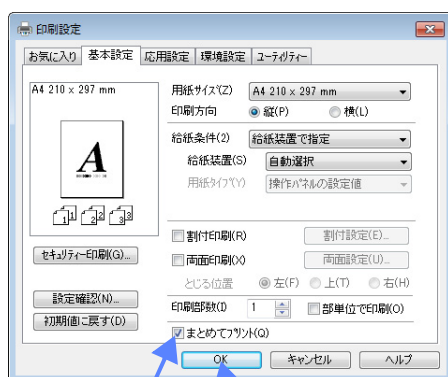 印刷設定
お気に入り 基本設定 応用設定 環境設定 ユーティリティー
A4 210 x 297 mm
用紙サイズ(Z) A4 210 x 297 mm
印刷方向 縦(P) 横(L)
給紙条件(2) 給紙装置で指定
給紙装置(S) 自動選択
用紙タイプ(Y) 操作パネルの設定値
A
1 1 2 2 3 3
割付印刷(R) 割付設定(E)...
セキュリティー印刷(G)...
両面印刷(X) 両面設定(U)...
とじる位置 左(F) 上(T) 右(H)
設定確認(N)...
印刷部数(I) 1 部単位で印刷(O)
初期値に戻す(D)
まとめてプリント(Q)
OK キャンセル ヘルプ